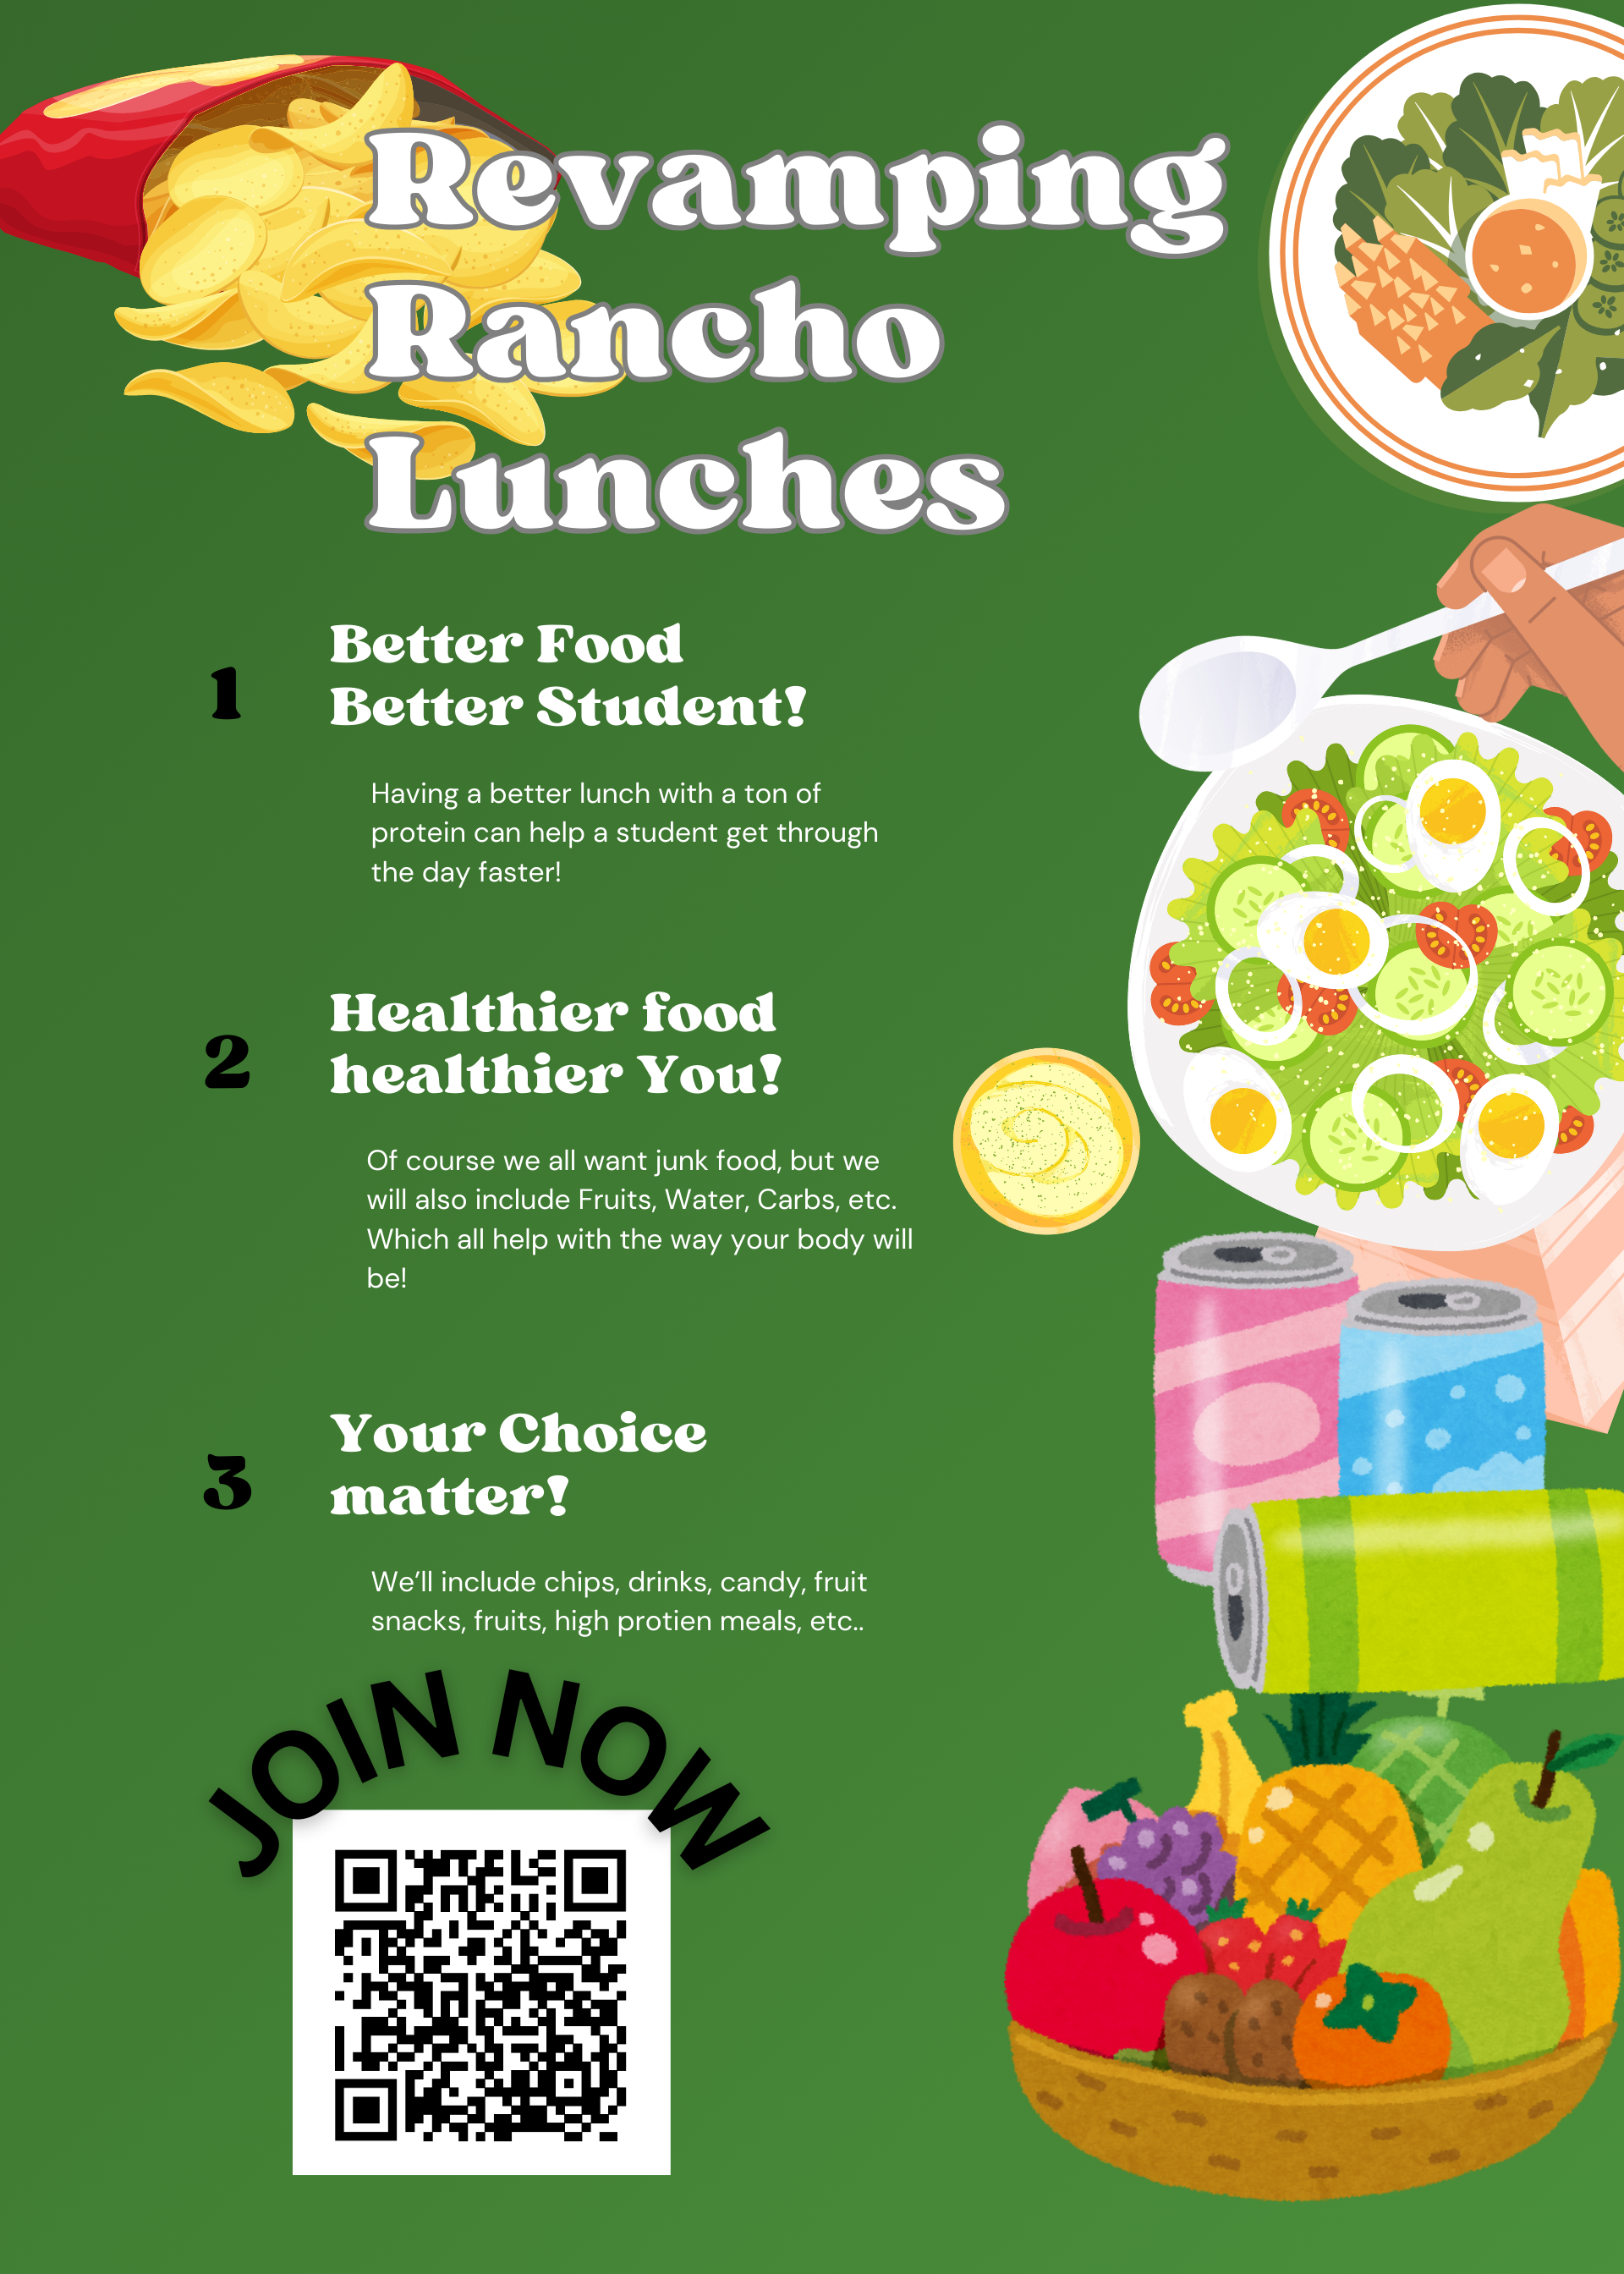 Revamping
Rancho
Lunches
1
Better Food
Better Student!
Having a better lunch with a ton of
protein can help a student get through
the day faster!
2
Healthier food
healthier You!
Of course we all want junk food, but we
will also include Fruits, Water, Carbs, etc.
Which all help with the way your body will
be!
3
Your Choice
matter!
We’ll include chips, drinks, candy, fruit
snacks, fruits, high protien meals, etc..
JOIN NOW